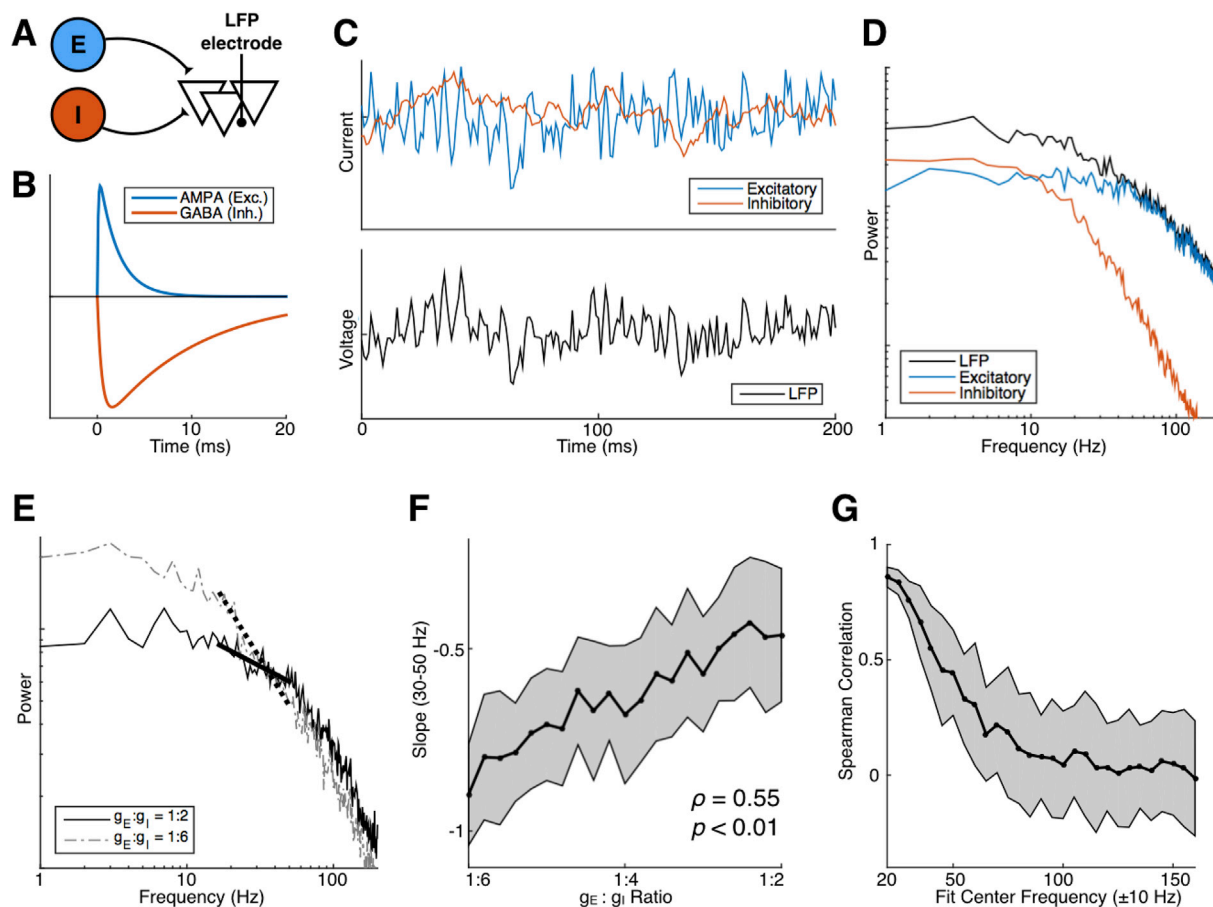 A
E
I
LFP
electrode
B
AMPA (Exc.)
GABA (Inh.)
0
10
20
Time (ms)
C
Current
Excitatory
Inhibitory
Voltage
LFP
0
100
200
Time (ms)
D
Power
LFP
Excitatory
Inhibitory
1
10
100
Frequency (Hz)
E
Power
gE:gI = 1:2
gE:gI = 1:6
1
10
100
Frequency (Hz)
F
Slope (30-50 Hz)
-0.5
-1
ρ = 0.55
p < 0.01
1:6
1:4
1:2
gE : gI Ratio
G
Spearman Correlation
1
0.5
0
20
50
100
150
Fit Center Frequency (±10 Hz)